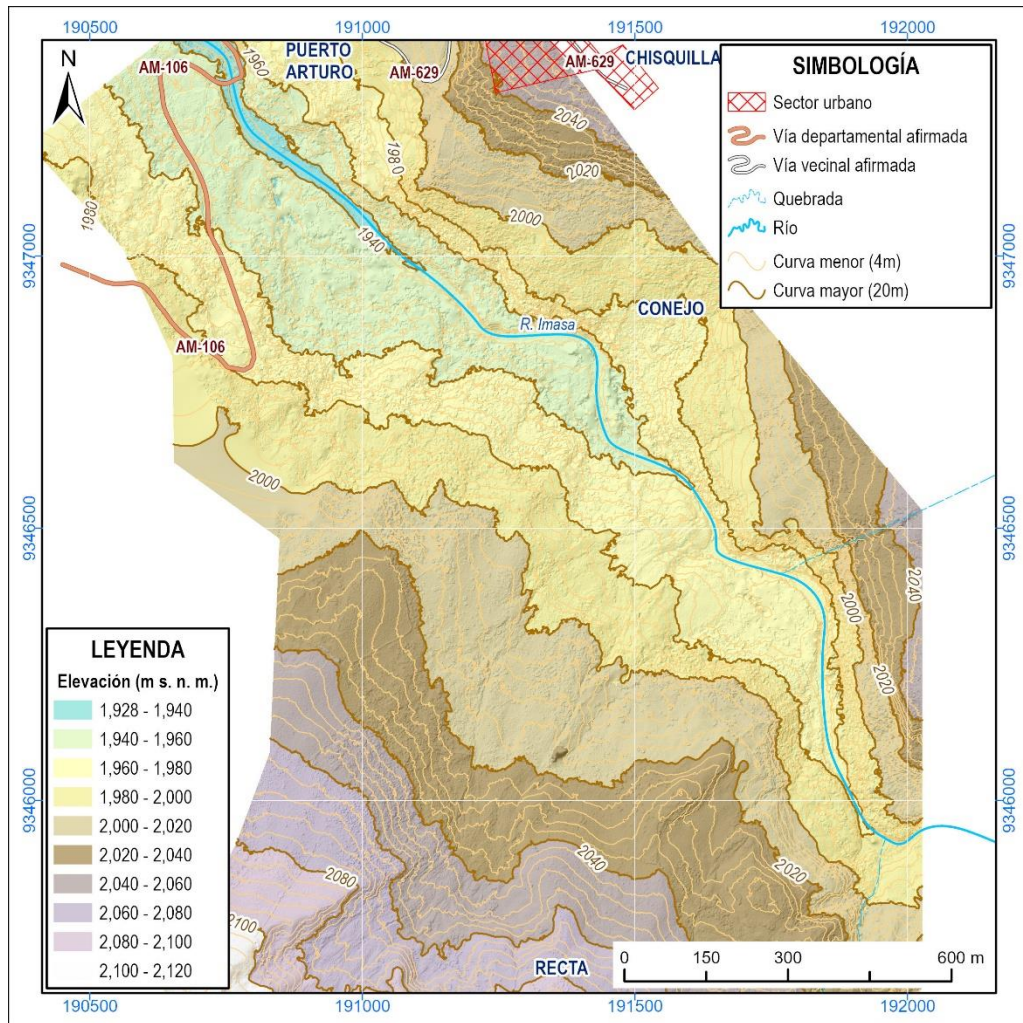 190500
191000
191500
192000
N
1960
PUERTO
ARTURO
AM-106
AM-629
AM-629
CHISQUILLA
2040
2020
1980
2000
1980
1940
9347000
9347000
CONEJO
R. Imasa
AM-106
2000
9346500
9346500
2040
2000
2020
9346000
9346000
2040
2020
2080
2100
RECTA
SIMBOLOGÍA
Sector urbano
Vía departamental afirmada
Vía vecinal afirmada
Quebrada
Río
Curva menor (4m)
Curva mayor (20m)
LEYENDA
Elevación (m s. n. m.)
1,928 - 1,940
1,940 - 1,960
1,960 - 1,980
1,980 - 2,000
2,000 - 2,020
2,020 - 2,040
2,040 - 2,060
2,060 - 2,080
2,080 - 2,100
2,100 - 2,120
0 150 300 600 m
190500
191000
191500
192000